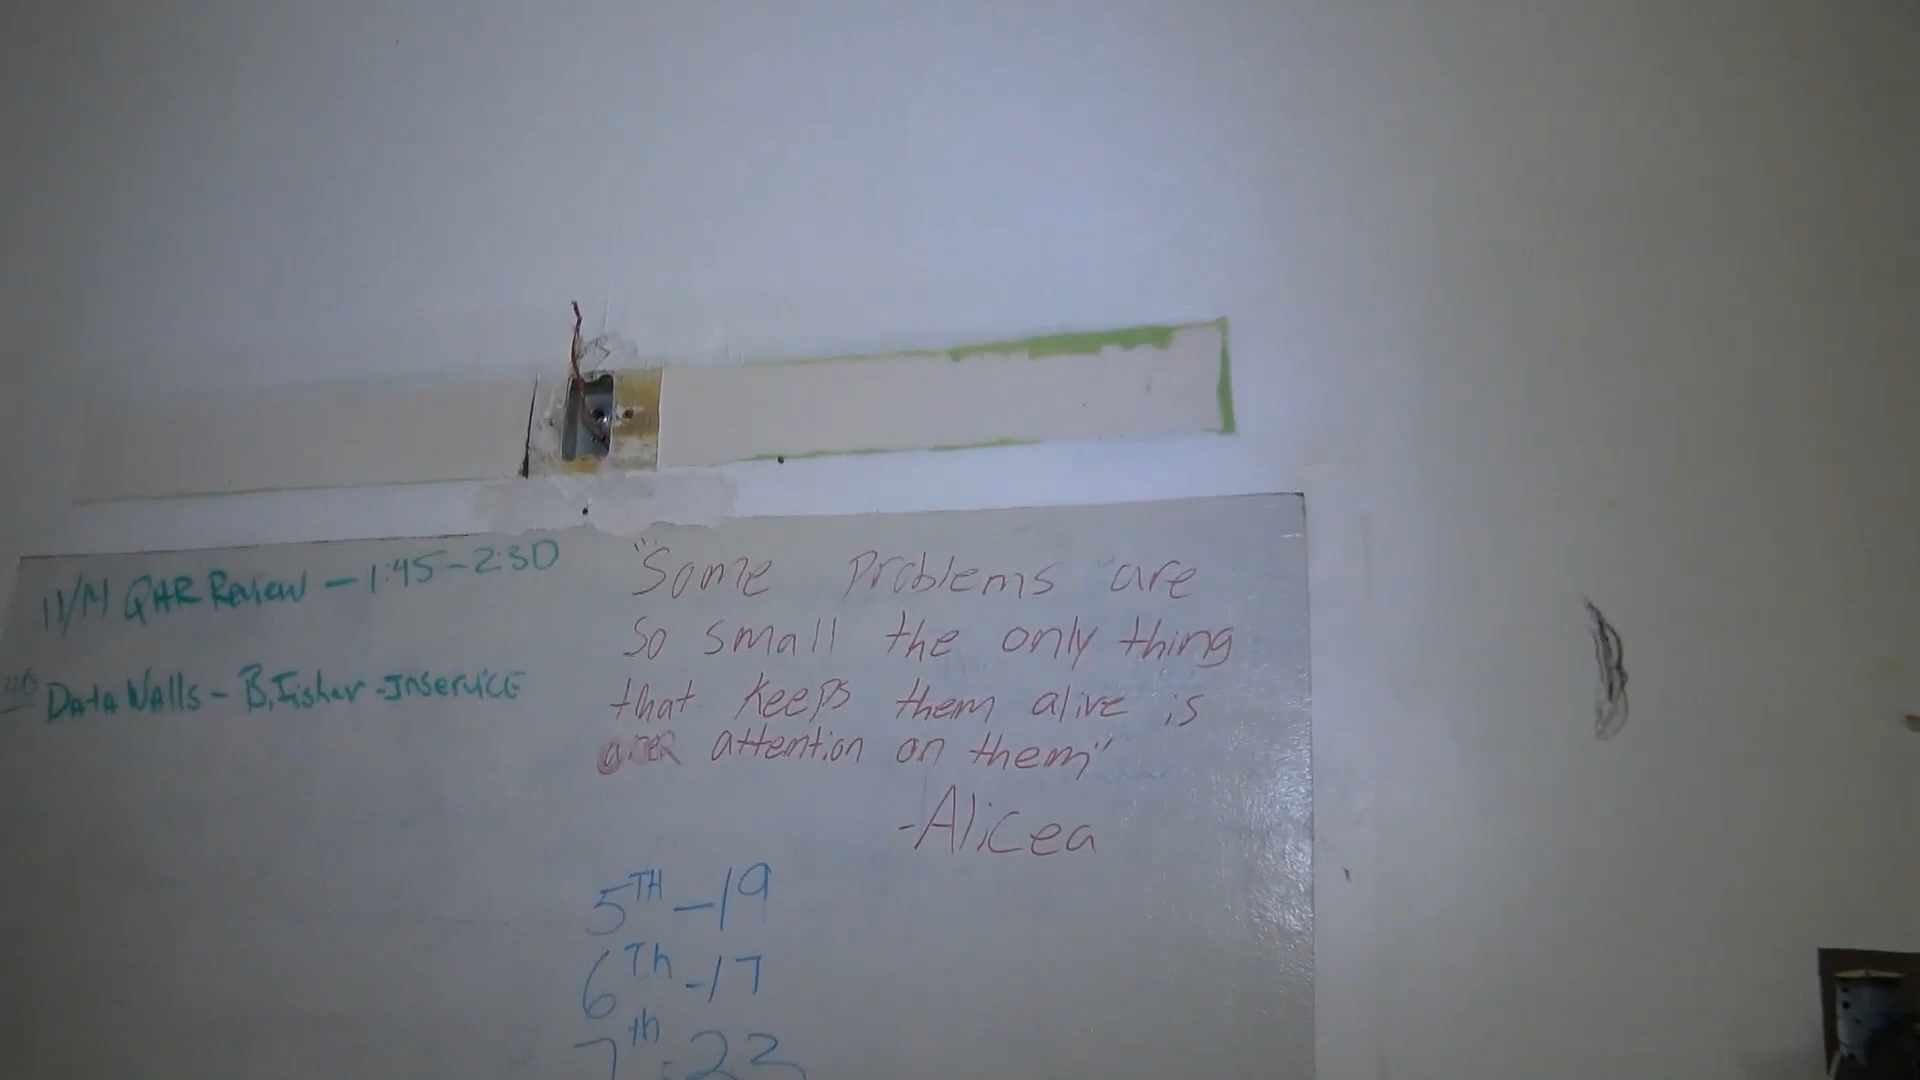 11/14 QAR Review - 1:45-2:30
Data Walls - B. Fisher - Inservice
"Some problems are
so small the only thing
that keeps them alive is
attention on them"
-Alicea
5TH - 19
6Th - 17
7th - 23